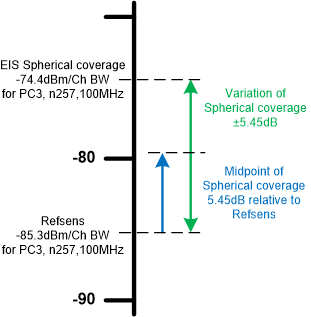 EIS Spherical coverage
-74.4dBm/Ch BW
for PC3, n257,100MHz
Variation of
Spherical coverage
±5.45dB
-80
Midpoint of
Spherical coverage
5.45dB relative to
Refsens
Refsens
-85.3dBm/Ch BW
for PC3, n257,100MHz
-90